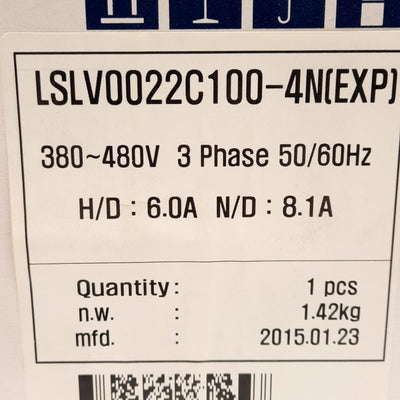 LSLV0022C100-4N(EXP)
380~480V 3 Phase 50/60Hz
H/D : 6.0A N/D : 8.1A
Quantity : 1 pcs
n.w. : 1.42kg
mfd. : 2015.01.23